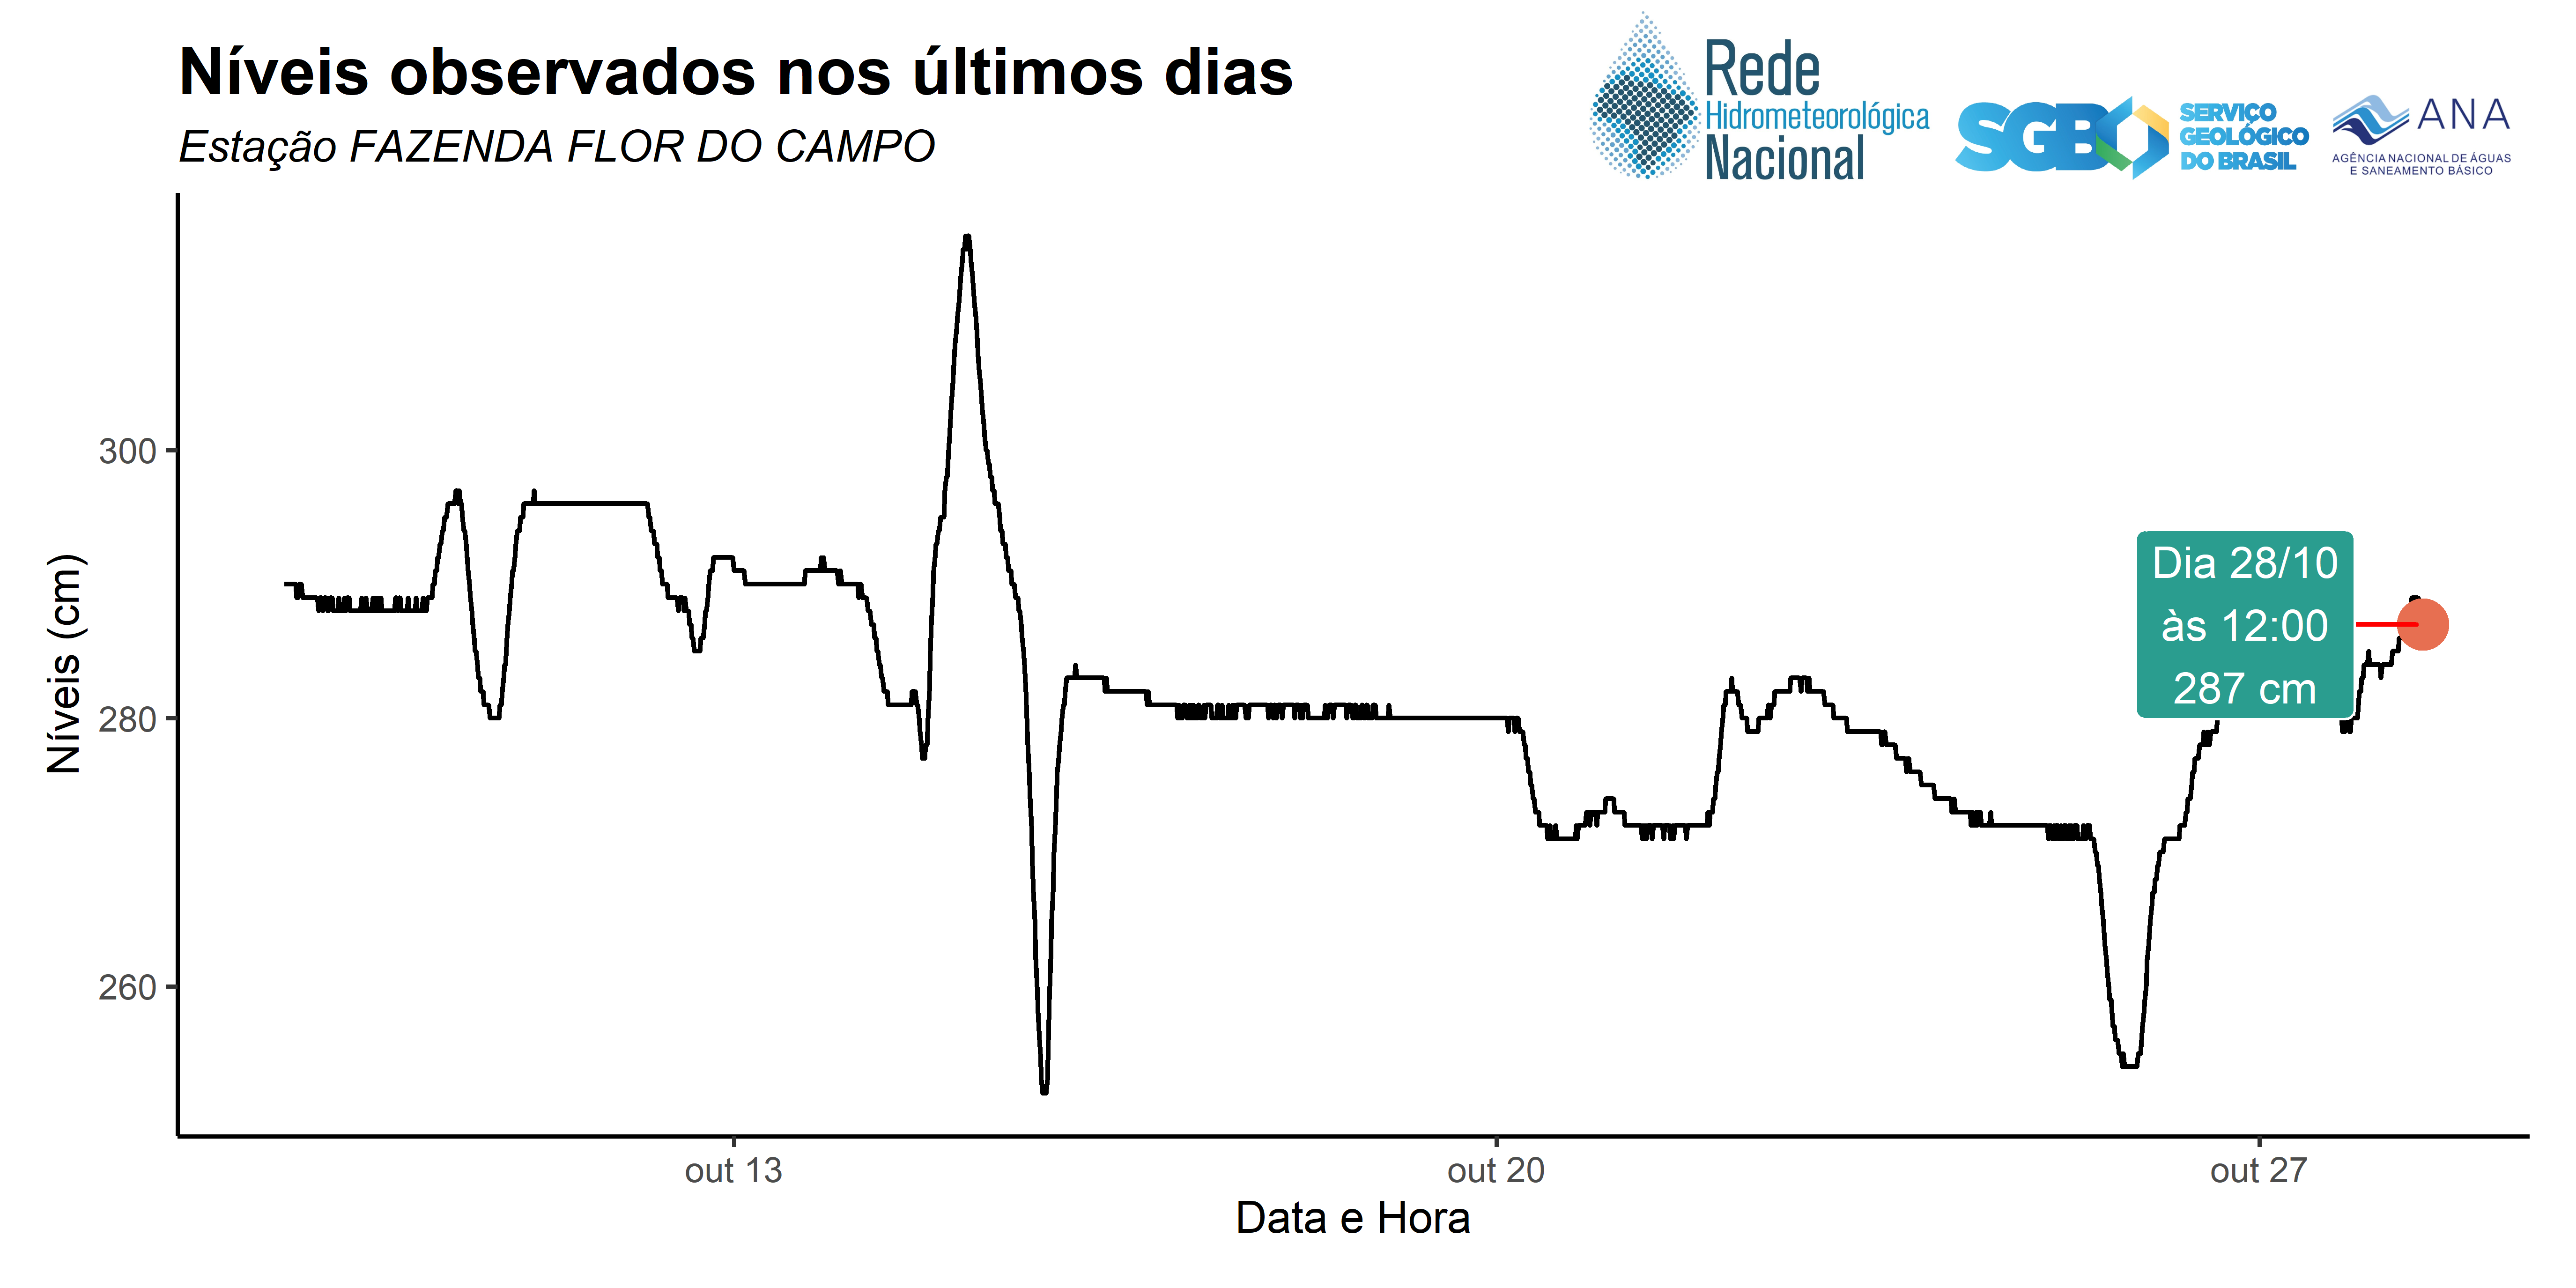 Níveis observados nos últimos dias
Estação FAZENDA FLOR DO CAMPO
Rede
Hidrometeorológica
Nacional
SGB
SERVIÇO
GEOLÓGICO
DO BRASIL
ANA
AGÊNCIA NACIONAL DE ÁGUAS
E SANEAMENTO BÁSICO
Níveis (cm)
300
280
260
Dia 28/10
às 12:00
287 cm
out 13
out 20
out 27
Data e Hora